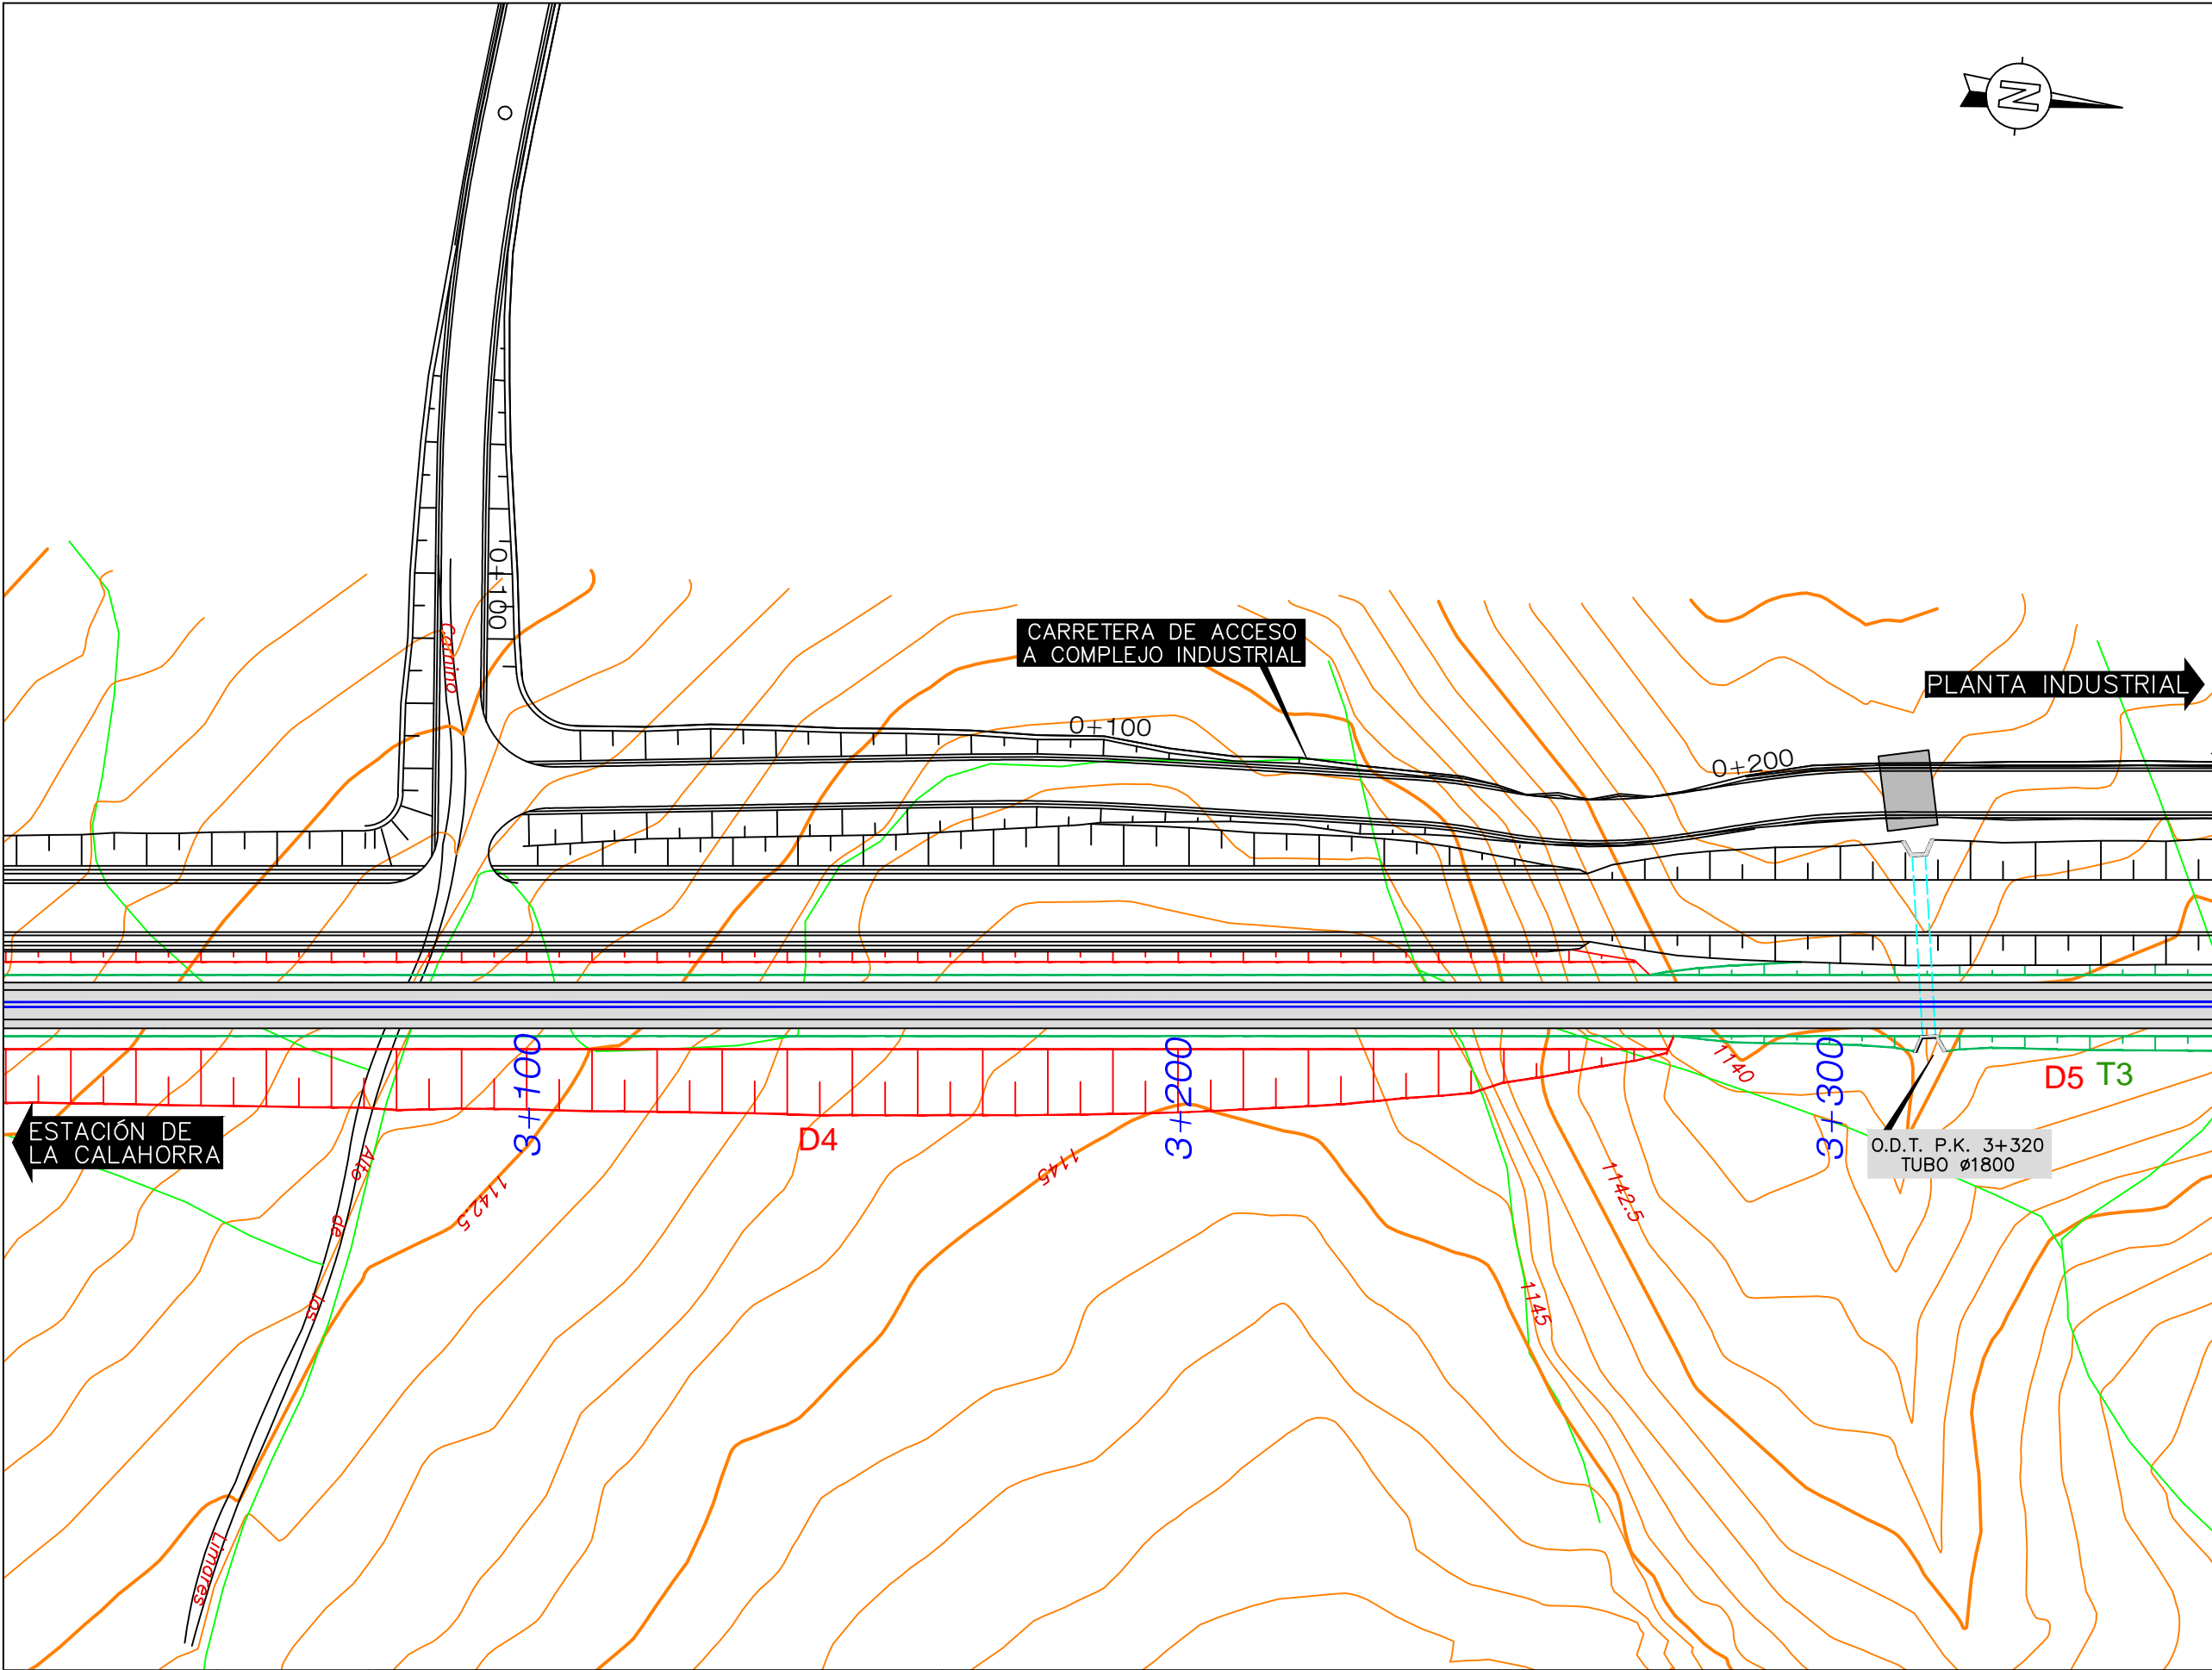 N
0+100
Camino
CARRETERA DE ACCESO
A COMPLEJO INDUSTRIAL
PLANTA INDUSTRIAL
0+100
0+200
3+100
3+200
3+300
1140
D5 T3
ESTACIÓN DE
LA CALAHORRA
D4
O.D.T. P.K. 3+320
TUBO ø1800
Alto
de
los
Limares
1142.5
1145
1142.5
1145